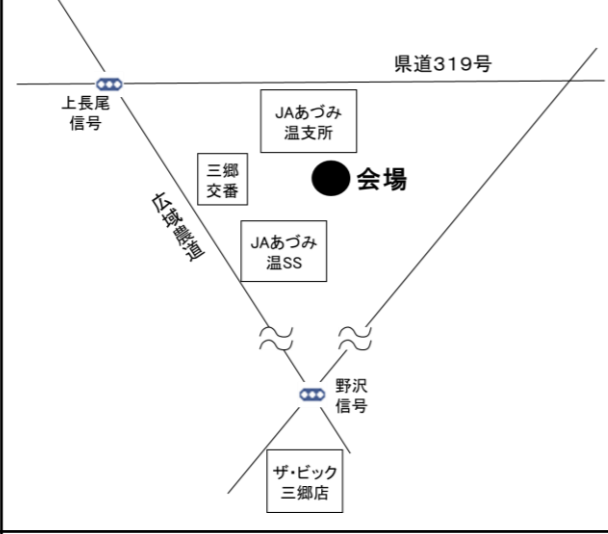 県道319号
上長尾
信号
JAあづみ
温支所
三郷
交番
会場
広域農道
JAあづみ
温SS
野沢
信号
ザ・ビック
三郷店